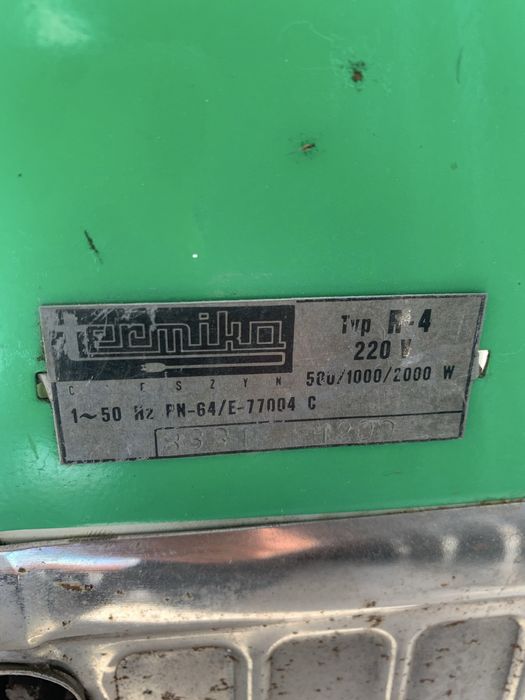 termika
Typ R-4
220 V
C I E S Z Y N
500/1000/2000 W
1~50 Hz PN-64/E-77004 C